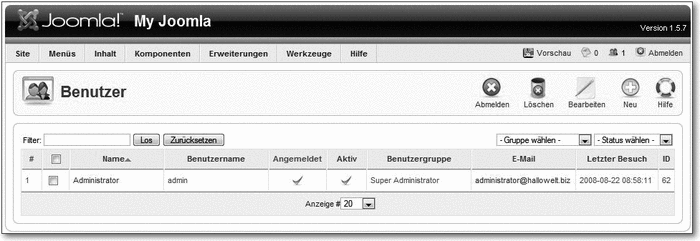 Joomla! My Joomla
Version 1.5.7
Site Menüs Inhalt Komponenten Erweiterungen Werkzeuge Hilfe Vorschau 0 1 Abmelden
Benutzer
Abmelden Löschen Bearbeiten Neu Hilfe
Filter: Los Zurücksetzen - Gruppe wählen - - Status wählen -
# Name Benutzername Angemeldet Aktiv Benutzergruppe E-Mail Letzter Besuch ID
1 Administrator admin Super Administrator administrator@hallowelt.biz 2008-08-22 08:58:11 62
Anzeige # 20